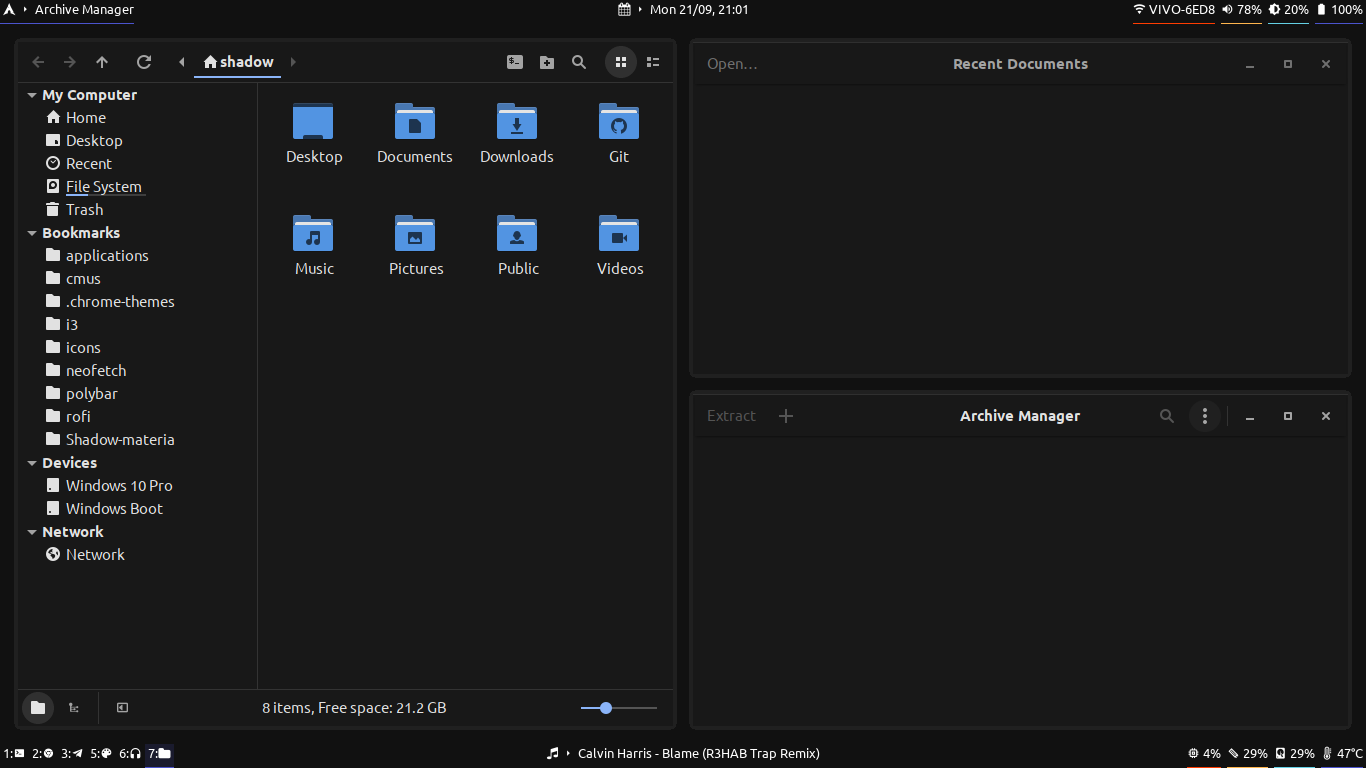 Archive Manager
Mon 21/09, 21:01
VIVO-6ED8 78% 20% 100%
shadow
My Computer
Home
Desktop
Recent
File System
Trash
Bookmarks
applications
cmus
.chrome-themes
i3
icons
neofetch
polybar
rofi
Shadow-materia
Devices
Windows 10 Pro
Windows Boot
Network
Network
Desktop Documents Downloads Git
Music Pictures Public Videos
8 items, Free space: 21.2 GB
Open... Recent Documents
Extract Archive Manager
1: 2: 3: 5: 6: 7:
Calvin Harris - Blame (R3HAB Trap Remix)
4% 29% 29% 47°C